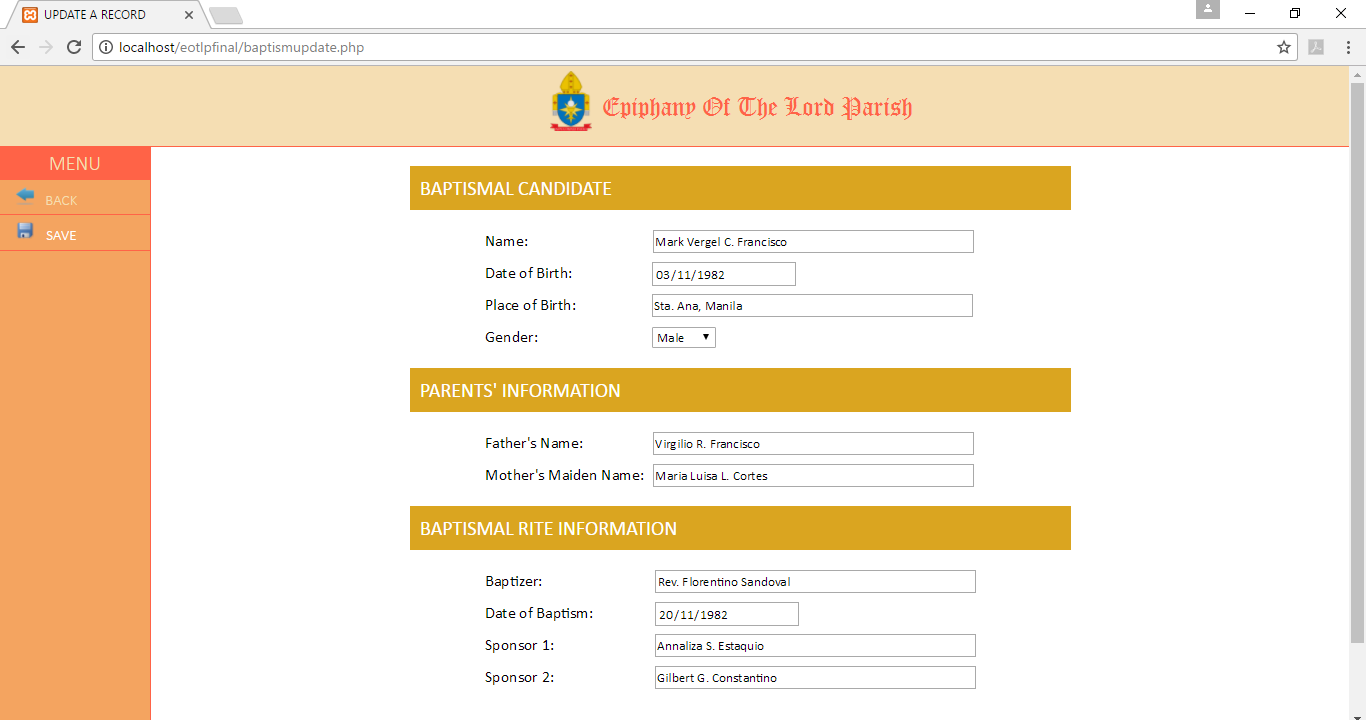 UPDATE A RECORD
localhost/eotlpfinal/baptismupdate.php
Epiphany Of The Lord Parish
MENU
BACK
SAVE
BAPTISMAL CANDIDATE
Name: Mark Vergel C. Francisco
Date of Birth: 03/11/1982
Place of Birth: Sta. Ana, Manila
Gender: Male
PARENTS' INFORMATION
Father's Name: Virgilio R. Francisco
Mother's Maiden Name: Maria Luisa L. Cortes
BAPTISMAL RITE INFORMATION
Baptizer: Rev. Florentino Sandoval
Date of Baptism: 20/11/1982
Sponsor 1: Annaliza S. Estaquio
Sponsor 2: Gilbert G. Constantino